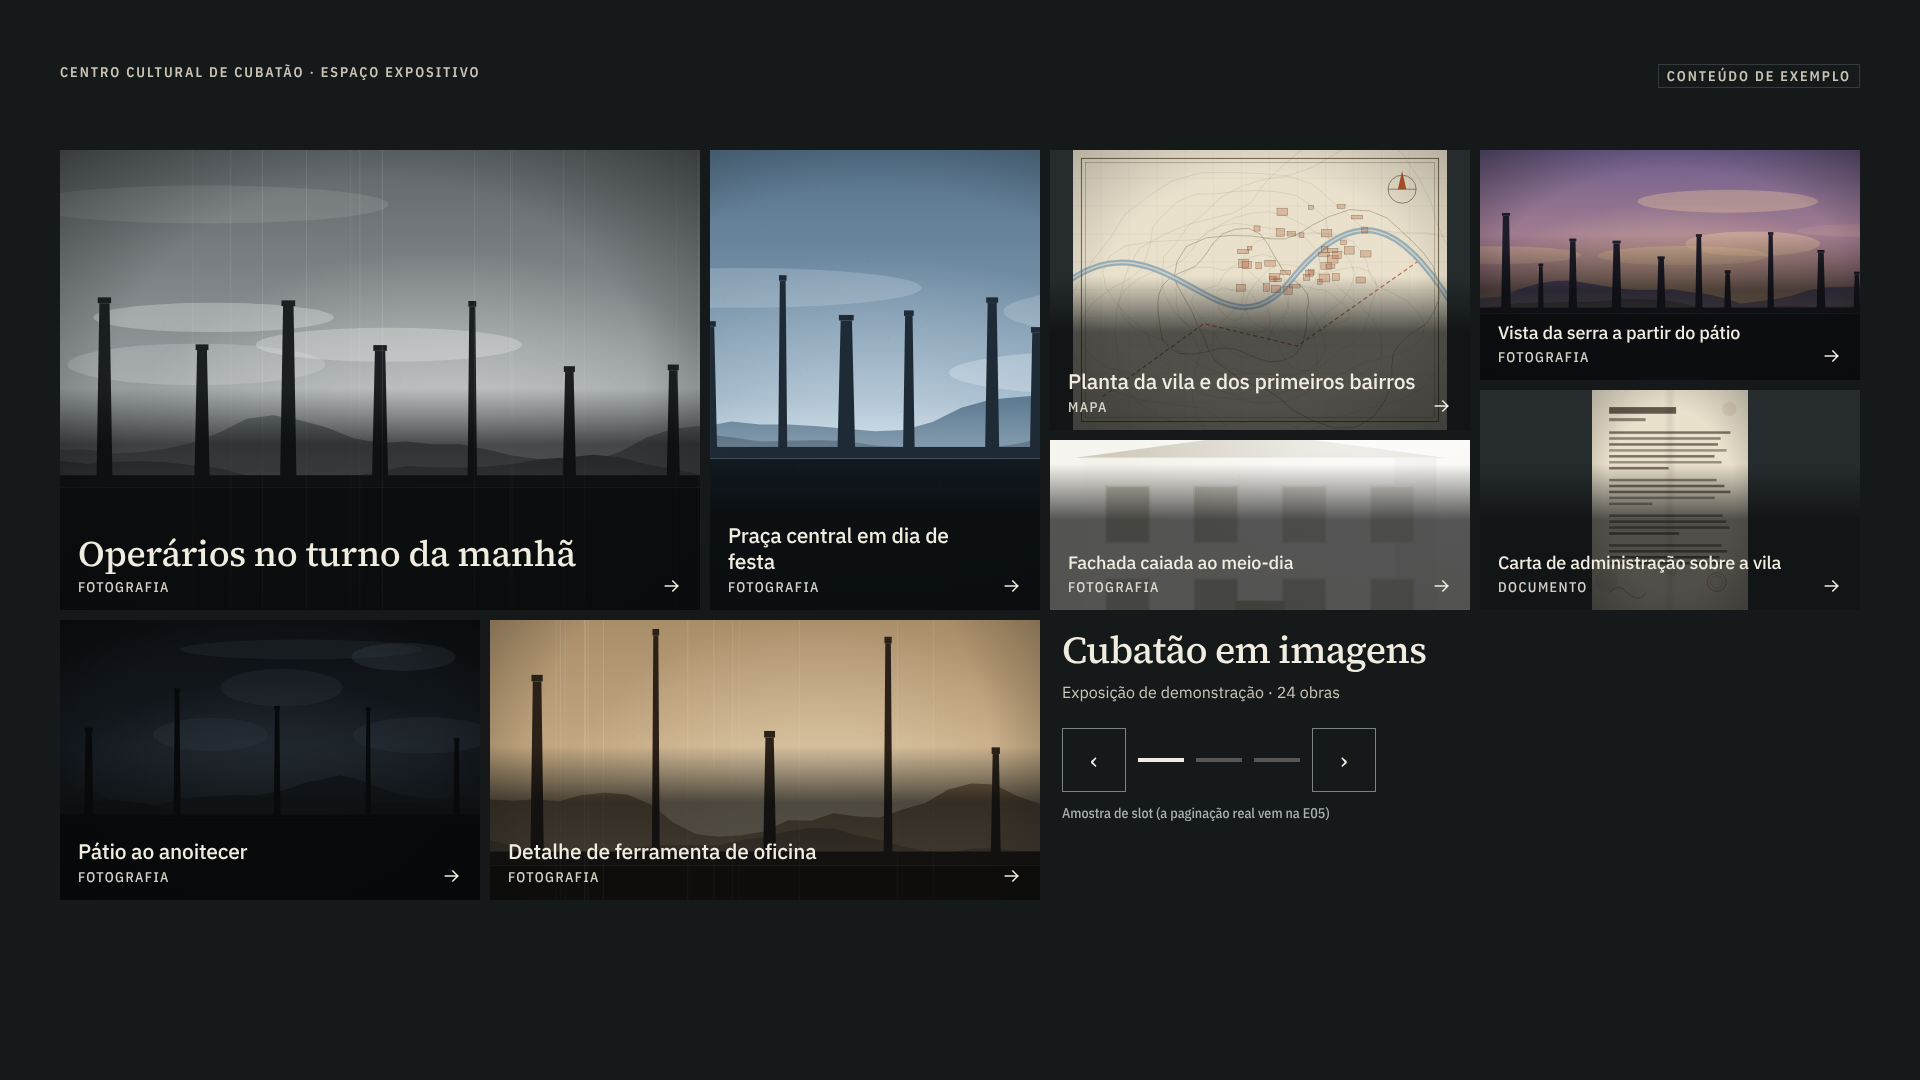 CENTRO CULTURAL DE CUBATÃO · ESPAÇO EXPOSITIVO
CONTEÚDO DE EXEMPLO
Operários no turno da manhã
FOTOGRAFIA
Praça central em dia de
festa
FOTOGRAFIA
Planta da vila e dos primeiros bairros
MAPA
Vista da serra a partir do pátio
FOTOGRAFIA
Fachada caiada ao meio-dia
FOTOGRAFIA
Carta de administração sobre a vila
DOCUMENTO
Pátio ao anoitecer
FOTOGRAFIA
Detalhe de ferramenta de oficina
FOTOGRAFIA
Cubatão em imagens
Exposição de demonstração · 24 obras
Amostra de slot (a paginação real vem na E05)